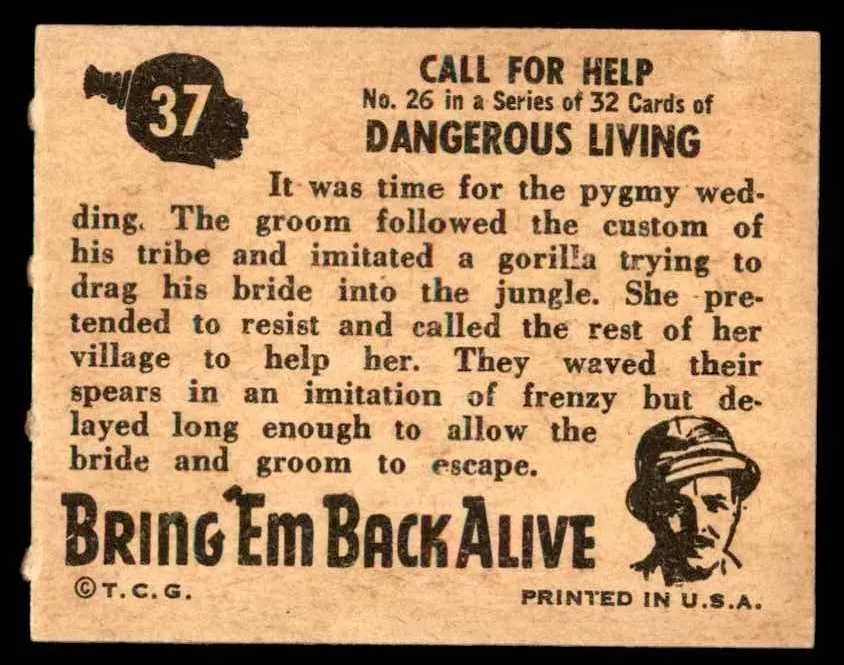 37
CALL FOR HELP
No. 26 in a Series of 32 Cards of
DANGEROUS LIVING
It was time for the pygmy wed-
ding. The groom followed the custom of
his tribe and imitated a gorilla trying to
drag his bride into the jungle. She pre-
tended to resist and called the rest of her
village to help her. They waved their
spears in an imitation of frenzy but de-
layed long enough to allow the
bride and groom to escape.
BRING 'EM BACK ALIVE
© T. C. G.
PRINTED IN U.S.A.